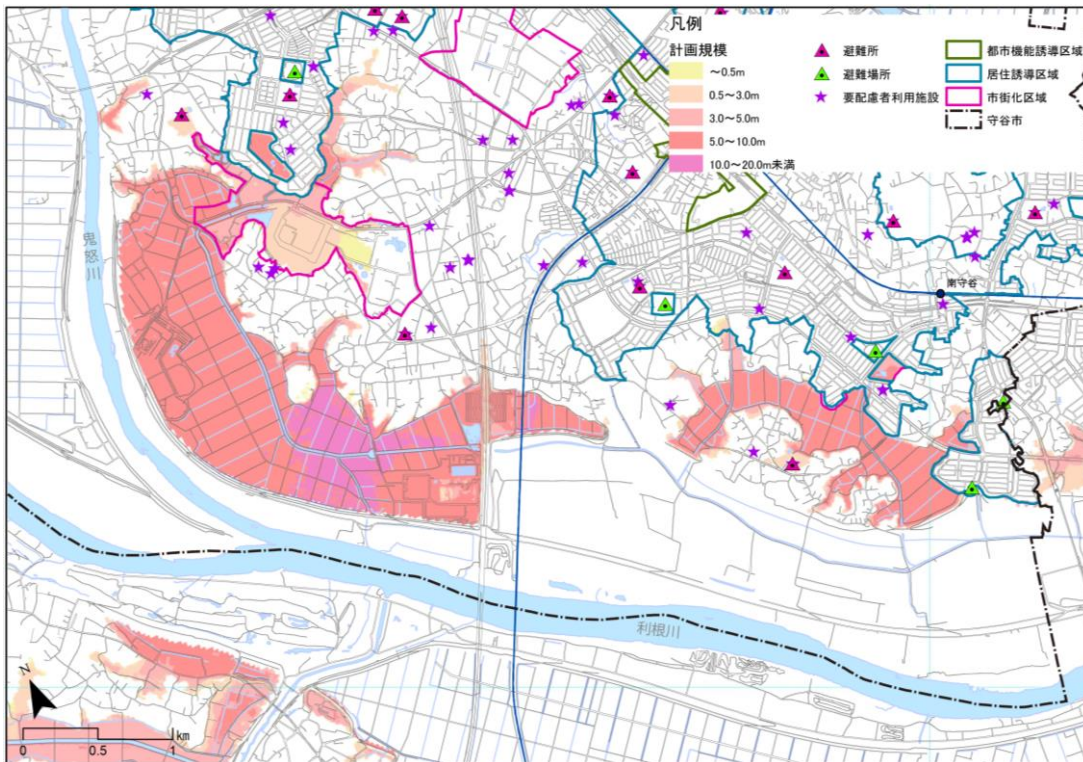 凡例
計画規模
～0.5m
0.5～3.0m
3.0～5.0m
5.0～10.0m
10.0～20.0m未満
避難所
避難場所
要配慮者利用施設
都市機能誘導区域
居住誘導区域
市街化区域
守谷市
鬼怒川
南守谷
利根川
N
0 0.5 1 km